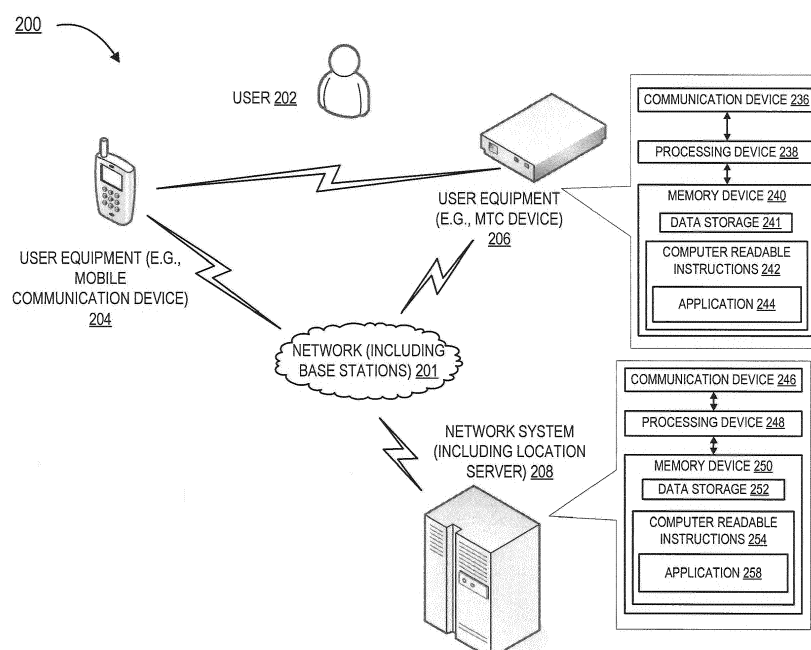 200
USER 202
USER EQUIPMENT (E.G.,
MOBILE
COMMUNICATION DEVICE)
204
USER EQUIPMENT
(E.G., MTC DEVICE)
206
COMMUNICATION DEVICE 236
PROCESSING DEVICE 238
MEMORY DEVICE 240
DATA STORAGE 241
COMPUTER READABLE
INSTRUCTIONS 242
APPLICATION 244
NETWORK (INCLUDING
BASE STATIONS) 201
NETWORK SYSTEM
(INCLUDING LOCATION
SERVER) 208
COMMUNICATION DEVICE 246
PROCESSING DEVICE 248
MEMORY DEVICE 250
DATA STORAGE 252
COMPUTER READABLE
INSTRUCTIONS 254
APPLICATION 258